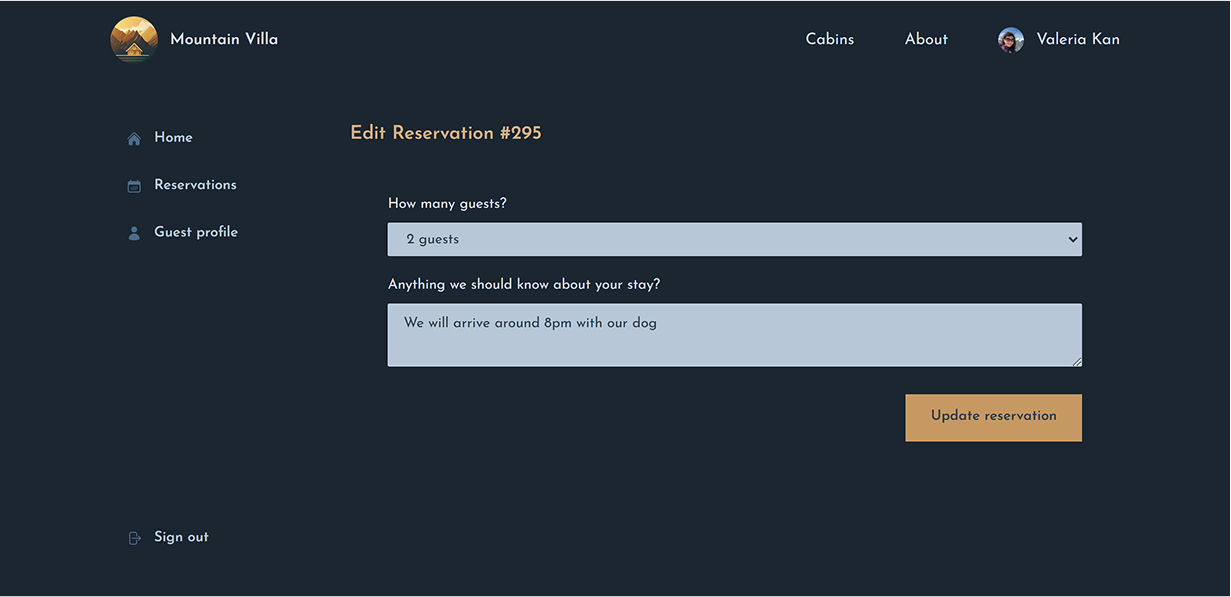 Mountain Villa
Cabins
About
Valeria Kan
Home
Reservations
Guest profile
Sign out
Edit Reservation #295
How many guests?
2 guests
Anything we should know about your stay?
We will arrive around 8pm with our dog
Update reservation